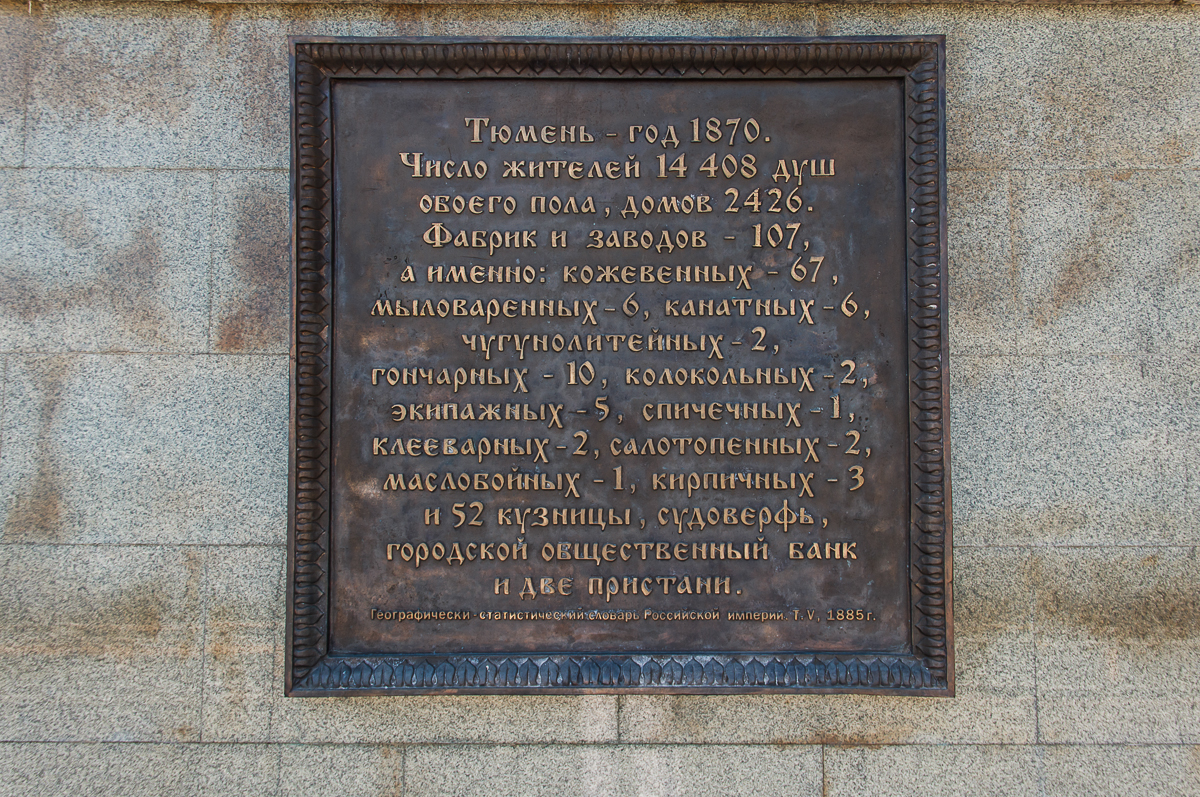 Тюмень - год 1870.
Число жителей 14 408 душ
обоего пола, домов 2426.
Фабрик и заводов - 107,
а именно: кожевенных - 67,
мыловаренных - 6, канатных - 6,
чугунолитейных - 2,
гончарных - 10, колокольных - 2,
экипажных - 5, спичечных - 1,
клееварных - 2, салотопенных - 2,
маслобойных - 1, кирпичных - 3
и 52 кузницы, судоверфь,
городской общественный банк
и две пристани.
Географически-статистический словарь Российской империи. Т. V, 1885 г.